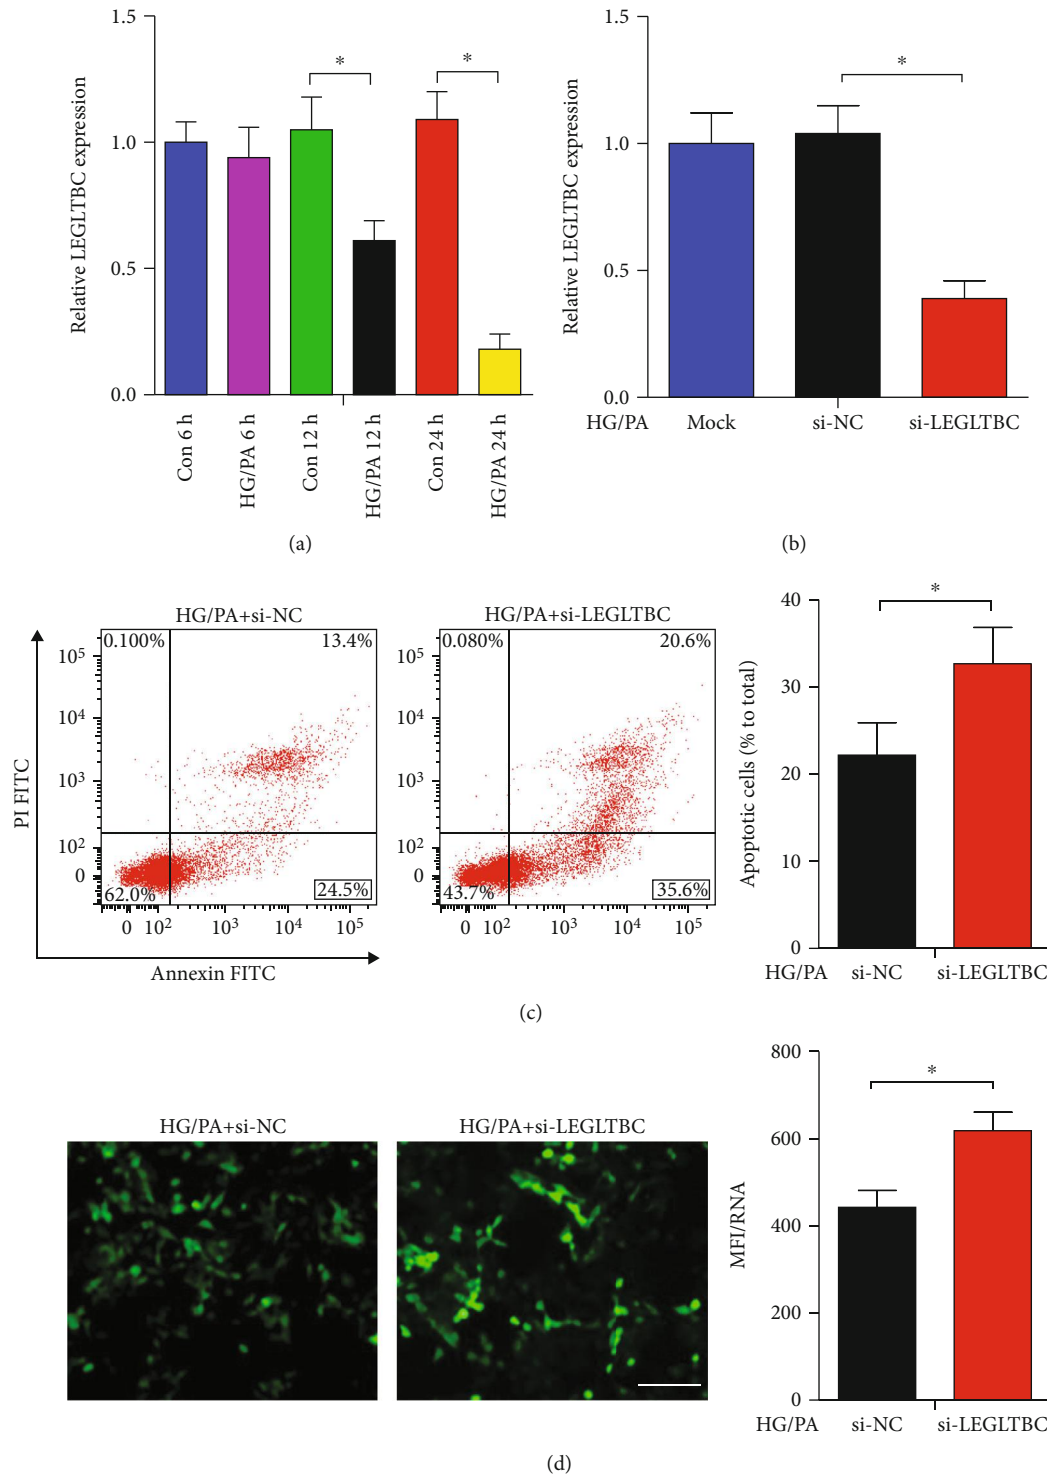 1.5
1.0
0.5
0.0
Relative LEGLTBC expression
*
*
Con 6 h
HG/PA 6 h
Con 12 h
HG/PA 12 h
Con 24 h
HG/PA 24 h
(a)
1.5
1.0
0.5
0.0
Relative LEGLTBC expression
*
HG/PA Mock si-NC si-LEGLTBC
(b)
HG/PA+si-NC
0.100% 13.4%
62.0% 24.5%
10⁵
10⁴
10³
10²
0
PI FITC
0 10² 10³ 10⁴ 10⁵
Annexin FITC
HG/PA+si-LEGLTBC
0.080% 20.6%
43.7% 35.6%
10⁵
10⁴
10³
10²
0
0 10² 10³ 10⁴ 10⁵
40
30
20
10
0
Apoptotic cells (% to total)
*
HG/PA si-NC si-LEGLTBC
(c)
HG/PA+si-NC
HG/PA+si-LEGLTBC
800
600
400
200
0
MFI/RNA
*
HG/PA si-NC si-LEGLTBC
(d)